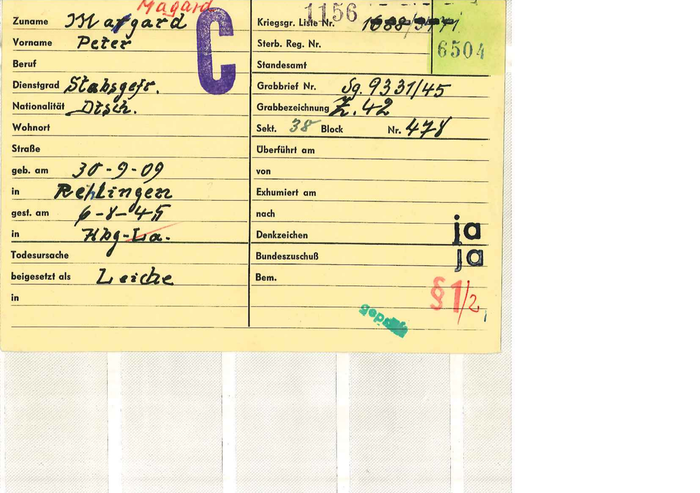 Magard
1156
Zuname Margard
Kriegsgr. Liste Nr.
Vorname Peter
C
Sterb. Reg. Nr.
6504
Beruf
Standesamt
Dienstgrad Stabsgefr.
Grabbrief Nr. Sg. 9331/45
Nationalität Dtsch.
Grabbezeichnung Z. 42
Wohnort
Sekt. 38 Block Nr. 478
Straße
Überführt am
geb. am 30-9-09
von
in Rehlingen
Exhumiert am
gest. am 6-8-45
nach
in Hbg-La.
Denkzeichen ja
Todesursache
Bundeszuschuß ja
beigesetzt als Leiche
Bem.
§1/2
in